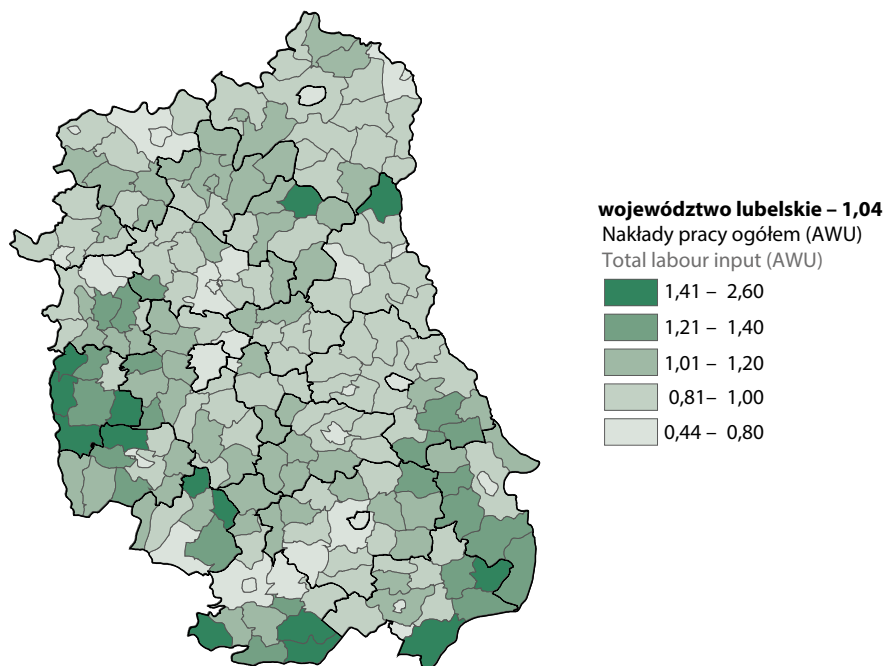 województwo lubelskie – 1,04
Nakłady pracy ogółem (AWU)
Total labour input (AWU)
1,41 – 2,60
1,21 – 1,40
1,01 – 1,20
0,81– 1,00
0,44 – 0,80